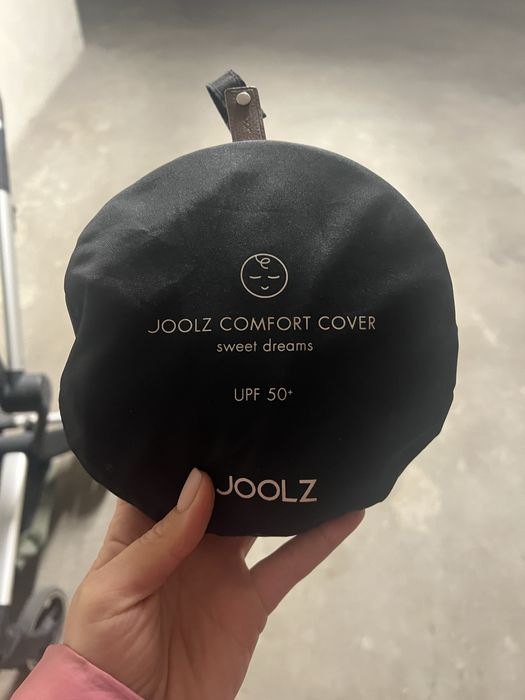 JOOLZ COMFORT COVER
sweet dreams
UPF 50+
JOOLZ